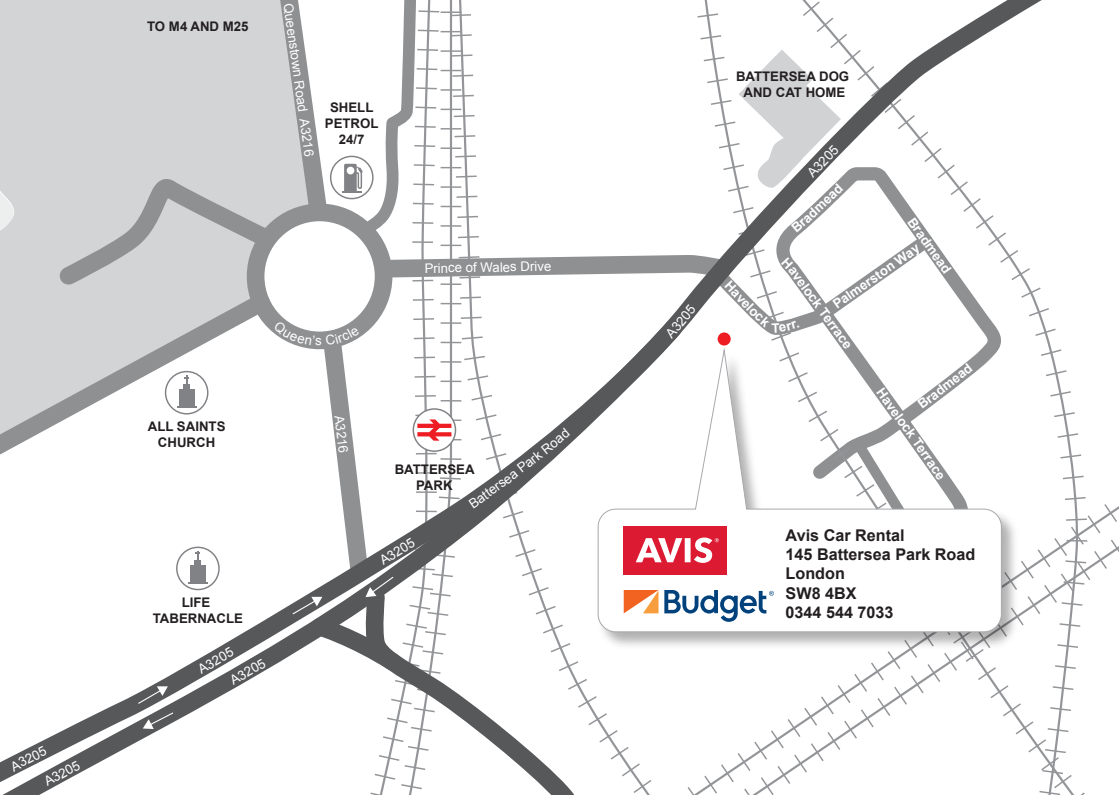 TO M4 AND M25
Queenstown Road A3216
SHELL
PETROL
24/7
BATTERSEA DOG
AND CAT HOME
A3205
Bradmead
Bradmead
Palmerston Way
Havelock Terrace
Prince of Wales Drive
Havelock Terr.
A3205
Queen's Circle
Bradmead
Havelock Terrace
ALL SAINTS
CHURCH
A3216
BATTERSEA
PARK
Battersea Park Road
A3205
LIFE
TABERNACLE
A3205
A3205
A3205
A3205
AVIS®
Budget®
Avis Car Rental
145 Battersea Park Road
London
SW8 4BX
0344 544 7033